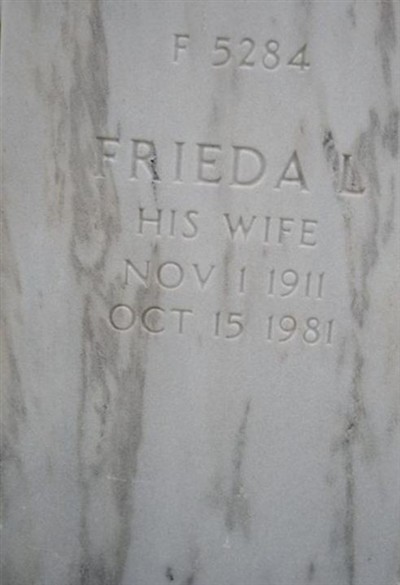 F 5284
FRIEDA L
HIS WIFE
NOV 1 1911
OCT 15 1981